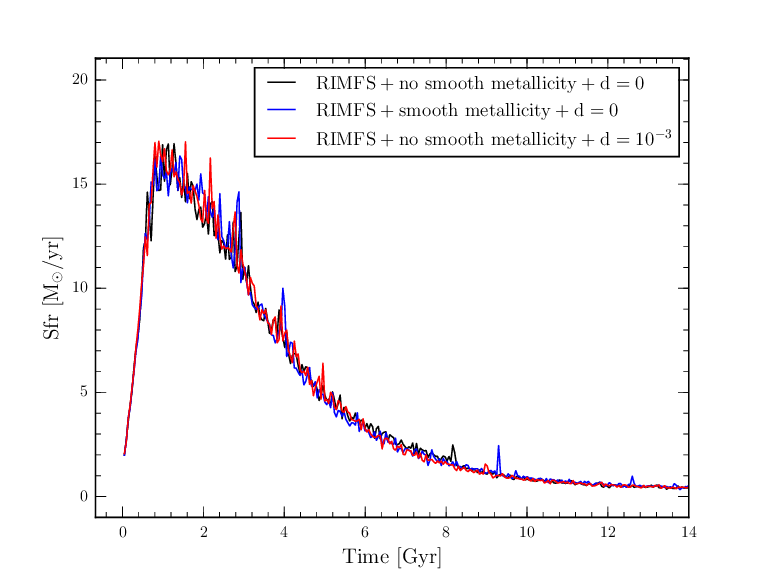 RIMFS + no smooth metallicity + d = 0
RIMFS + smooth metallicity + d = 0
RIMFS + no smooth metallicity + d = 10⁻³
20
15
10
5
0
Sfr [M⊙/yr]
0 2 4 6 8 10 12 14
Time [Gyr]